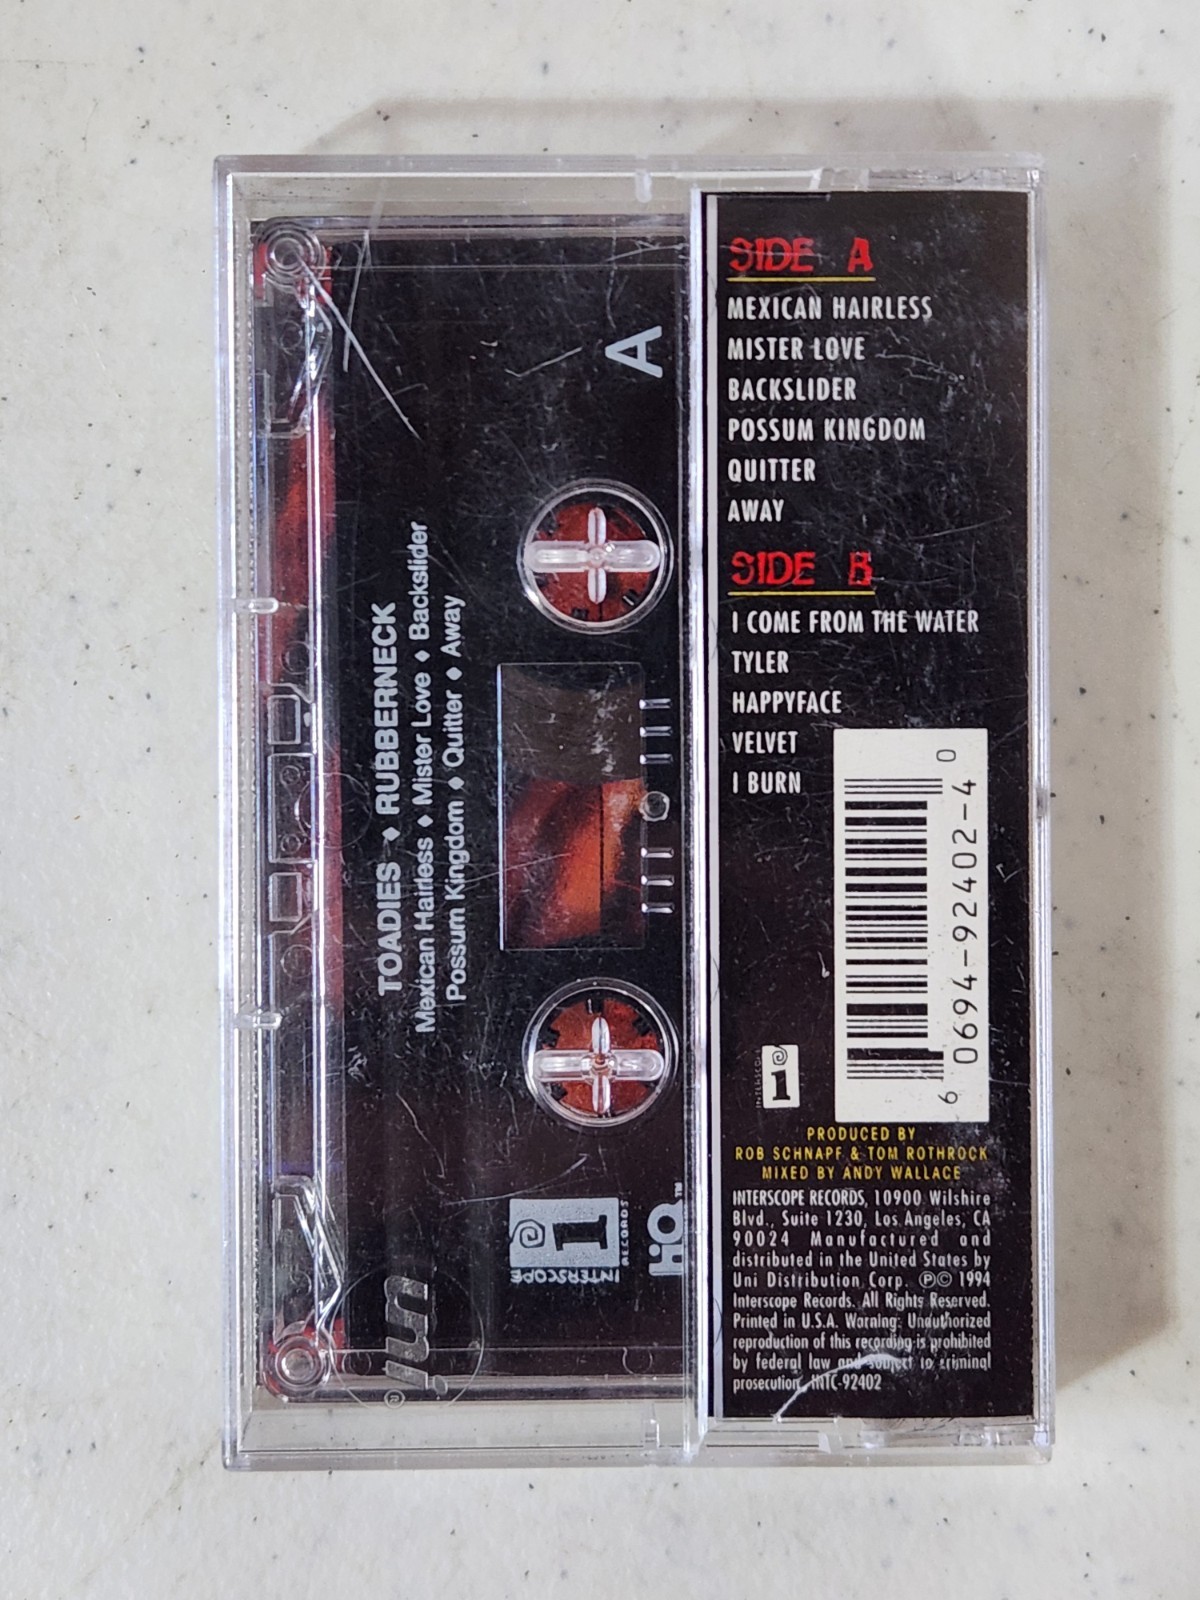 SIDE A
MEXICAN HAIRLESS
MISTER LOVE
BACKSLIDER
POSSUM KINGDOM
QUITTER
AWAY
SIDE B
I COME FROM THE WATER
TYLER
HAPPYFACE
VELVET
I BURN
6 0694-92402-4 0
INTERSCOPE
i
PRODUCED BY
ROB SCHNAPF & TOM ROTHROCK
MIXED BY ANDY WALLACE
INTERSCOPE RECORDS, 10900 Wilshire
Blvd., Suite 1230, Los Angeles, CA
90024 Manufactured and
distributed in the United States by
Uni Distribution Corp. ℗© 1994
Interscope Records. All Rights Reserved.
Printed in U.S.A. Warning: Unauthorized
reproduction of this recording is prohibited
by federal law and subject to criminal
prosecution. INTC-92402
A
TOADIES ♦ RUBBERNECK
Mexican Hairless ♦ Mister Love ♦ Backslider
Possum Kingdom ♦ Quitter ♦ Away
INTERSCOPE
i
RECORDS
HiQ™
uni®